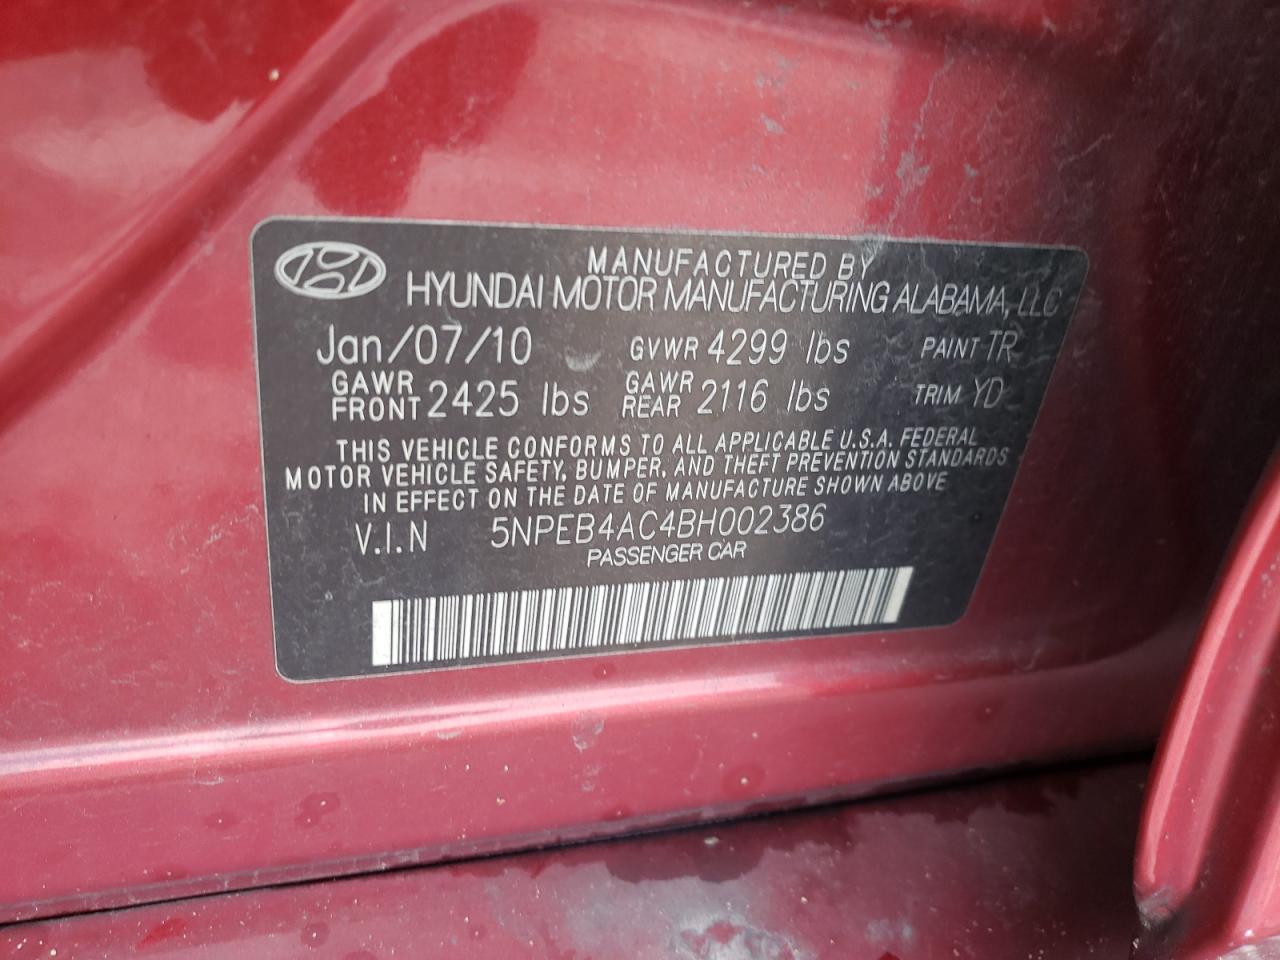 MANUFACTURED BY
HYUNDAI MOTOR MANUFACTURING ALABAMA, LLC
Jan/07/10 GVWR 4299 lbs PAINT TR
GAWR FRONT 2425 lbs GAWR REAR 2116 lbs TRIM YD
THIS VEHICLE CONFORMS TO ALL APPLICABLE U.S.A. FEDERAL
MOTOR VEHICLE SAFETY, BUMPER, AND THEFT PREVENTION STANDARDS
IN EFFECT ON THE DATE OF MANUFACTURE SHOWN ABOVE
V.I.N 5NPEB4AC4BH002386
PASSENGER CAR